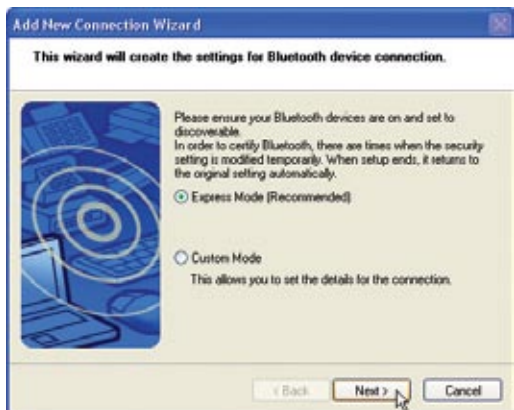 Add New Connection Wizard
This wizard will create the settings for Bluetooth device connection.
Please ensure your Bluetooth devices are on and set to
discoverable.
In order to certify Bluetooth, there are times when the security
setting is modified temporarily. When setup ends, it returns to
the original setting automatically.
Express Mode (Recommended)
Custom Mode
This allows you to set the details for the connection.
< Back Next > Cancel